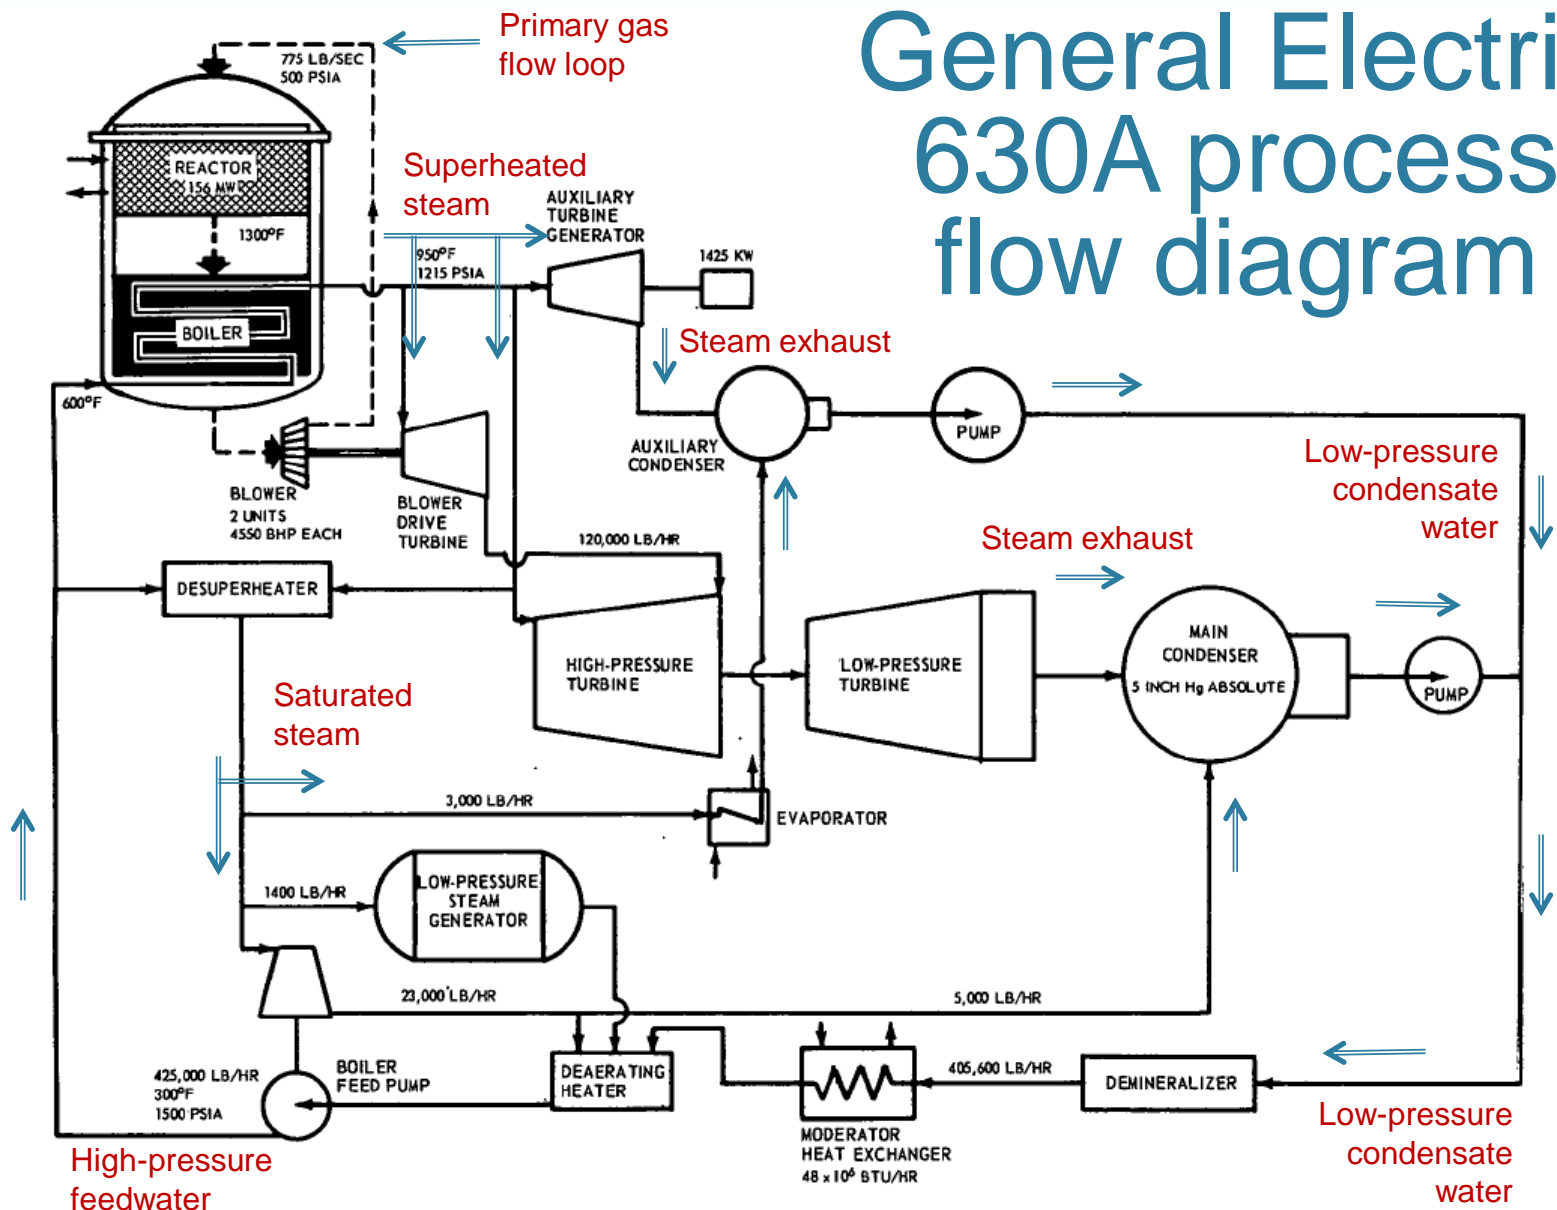 General Electri
630A process
flow diagram
Primary gas
flow loop
775 LB/SEC
500 PSIA
REACTOR
156 MW
1300°F
BOILER
600°F
Superheated
steam
950°F
1215 PSIA
AUXILIARY
TURBINE
GENERATOR
1425 KW
Steam exhaust
AUXILIARY
CONDENSER
PUMP
Low-pressure
condensate
water
BLOWER
2 UNITS
4550 BHP EACH
BLOWER
DRIVE
TURBINE
120,000 LB/HR
Steam exhaust
DESUPERHEATER
HIGH-PRESSURE
TURBINE
LOW-PRESSURE
TURBINE
MAIN
CONDENSER
5 INCH Hg ABSOLUTE
PUMP
Saturated
steam
3,000 LB/HR
EVAPORATOR
1400 LB/HR
LOW-PRESSURE
STEAM
GENERATOR
23,000 LB/HR
5,000 LB/HR
425,000 LB/HR
300°F
1500 PSIA
BOILER
FEED PUMP
DEAERATING
HEATER
405,600 LB/HR
DEMINERALIZER
MODERATOR
HEAT EXCHANGER
48 x 10⁶ BTU/HR
High-pressure
feedwater
Low-pressure
condensate
water